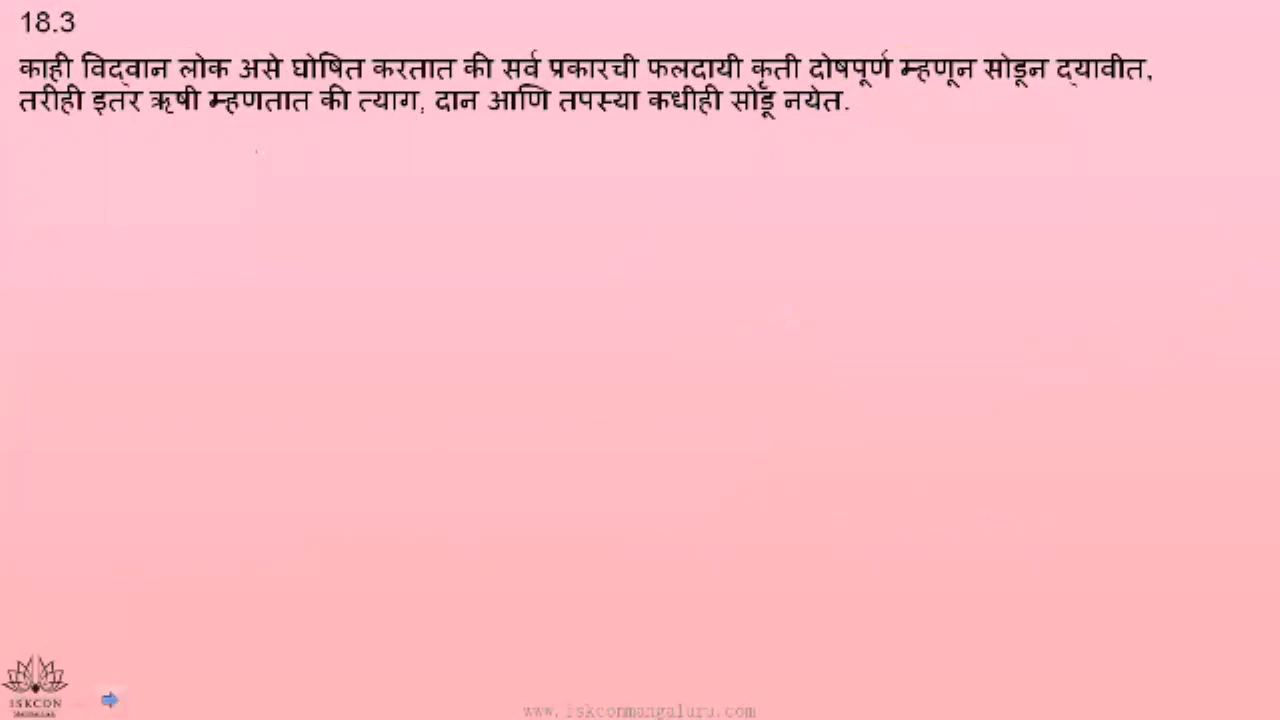 18.3
काही विद्वान लोक असे घोषित करतात की सर्व प्रकारची फलदायी कृती दोषपूर्ण म्हणून सोडून द्यावीत,
तरीही इतर ऋषी म्हणतात की त्याग, दान आणि तपस्या कधीही सोडू नयेत.
ISKCON
www.iskconmangaluru.com